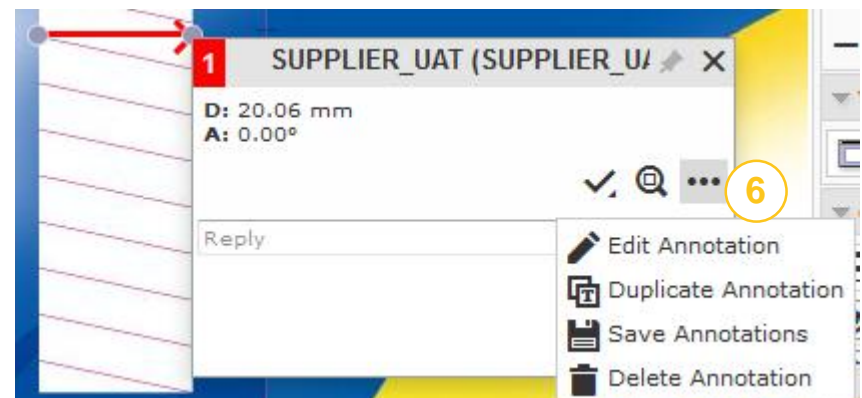 1 SUPPLIER_UAT (SUPPLIER_U
D: 20.06 mm
A: 0.00°
6
Reply
Edit Annotation
Duplicate Annotation
Save Annotations
Delete Annotation